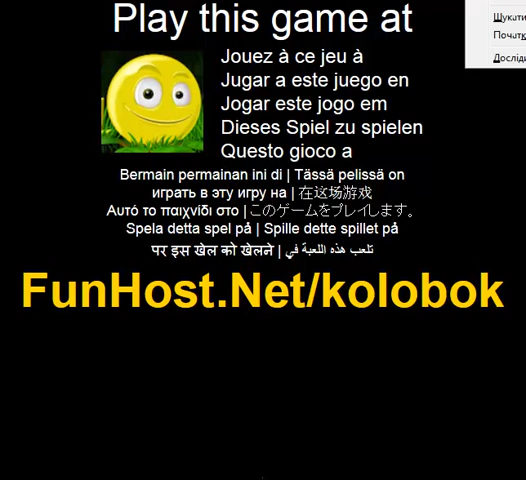 Play this game at
Jouez à ce jeu à
Jugar a este juego en
Jogar este jogo em
Dieses Spiel zu spielen
Questo gioco a
Bermain permainan ini di | Tässä pelissä on
играть в эту игру на | 在这场游戏
Αυτό το παιχνίδι στο | このゲームをプレイします。
Spela detta spel på | Spille dette spillet på
पर इस खेल को खेलने | تلعب هذه اللعبة في
FunHost.Net/kolobok
Шукати
Початк
Дослід